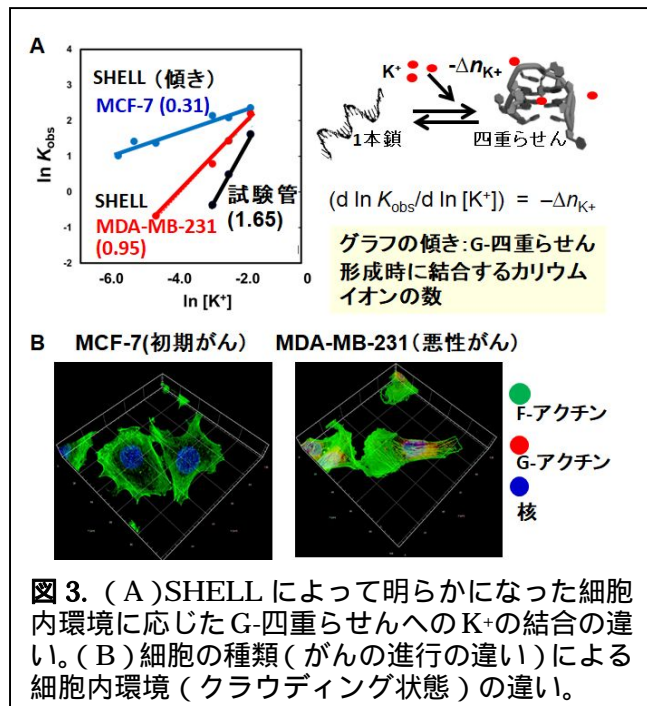 A
ln Kobs
4
3
2
1
0
-1
-2
SHELL（傾き）
MCF-7 (0.31)
SHELL
MDA-MB-231
(0.95)
試験管
(1.65)
-6.0 -4.0 -2.0 0
ln [K⁺]
K⁺
-ΔnK+
1本鎖
四重らせん
(d ln Kobs/d ln [K⁺]) = −ΔnK+
グラフの傾き：G-四重らせん
形成時に結合するカリウム
イオンの数
B MCF-7(初期がん） MDA-MB-231（悪性がん）
F-アクチン
G-アクチン
核
図 3.（A）SHELL によって明らかになった細胞
内環境に応じた G-四重らせんへの K⁺の結合の違
い。（B）細胞の種類（がんの進行の違い）による
細胞内環境（クラウディング状態）の違い。